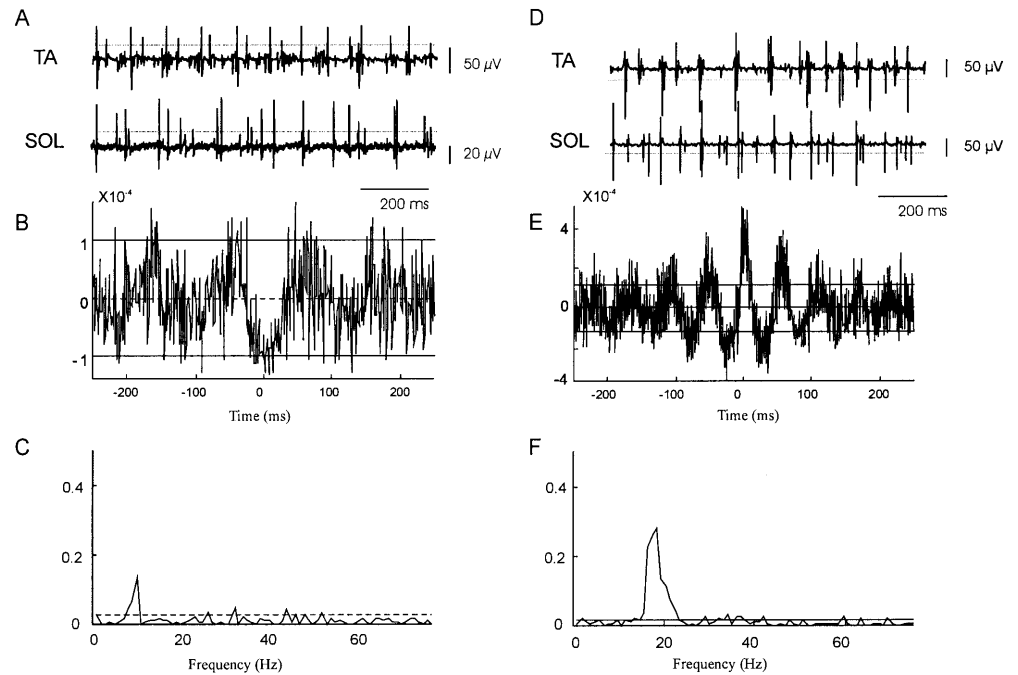 A
TA
50 µV
SOL
20 µV
200 ms
B
X10-4
1
0
-1
-200
-100
0
100
200
Time (ms)
C
0.4
0.2
0
0
20
40
60
Frequency (Hz)
D
TA
50 µV
SOL
50 µV
200 ms
E
X10-4
4
0
-4
-200
-100
0
100
200
Time (ms)
F
0.4
0.2
0
0
20
40
60
Frequency (Hz)